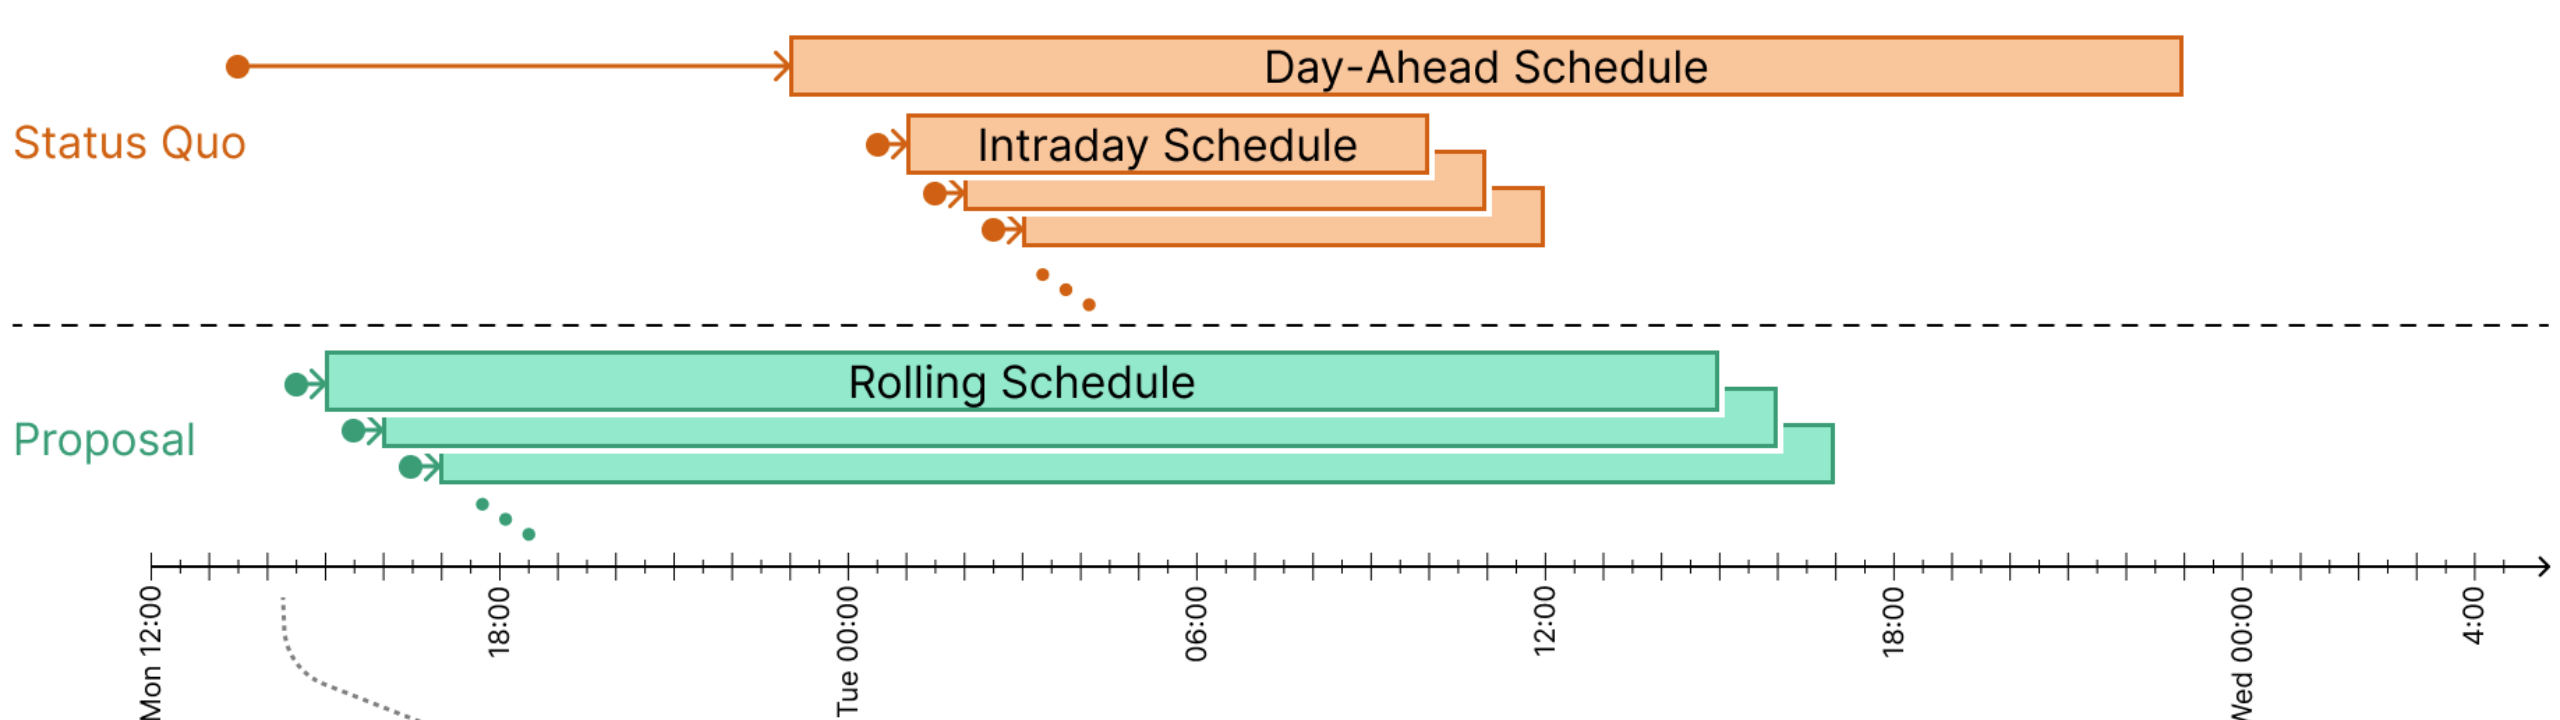 Day-Ahead Schedule
Status Quo
Intraday Schedule
Rolling Schedule
Proposal
Mon 12:00
18:00
Tue 00:00
06:00
12:00
18:00
Wed 00:00
4:00